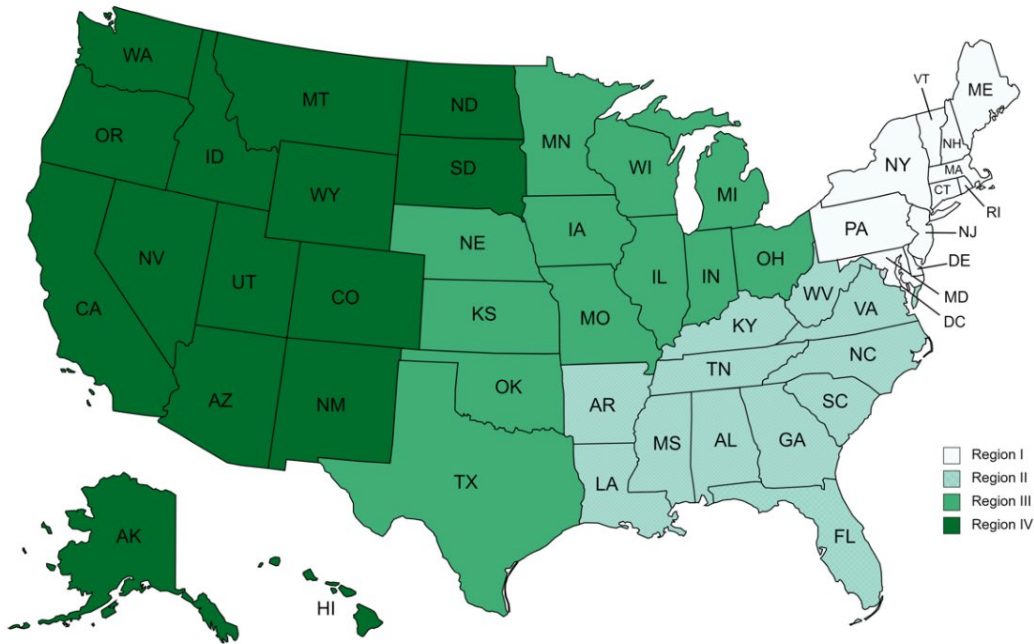 WA
MT
ND
MN
VT
ME
OR
ID
SD
WI
NH
NY
MA
WY
MI
CT
RI
IA
PA
NJ
NE
NV
OH
DE
UT
IL
IN
CO
MD
CA
WV
KS
MO
VA
DC
KY
NC
TN
OK
AZ
NM
AR
SC
MS
AL
GA
Region I
TX
LA
Region II
Region III
Region IV
AK
FL
HI